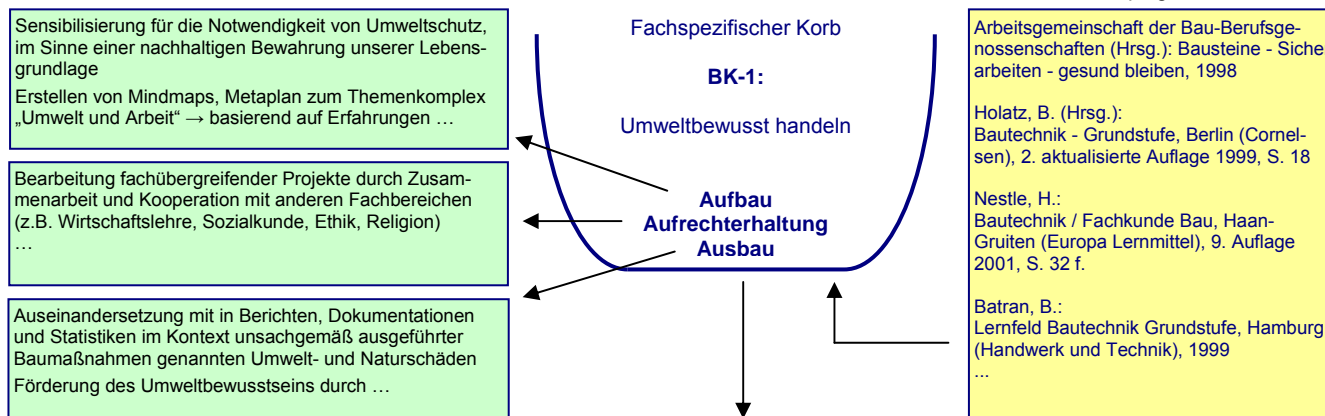 Sensibilisierung für die Notwendigkeit von Umweltschutz,
im Sinne einer nachhaltigen Bewahrung unserer Lebens-
grundlage
Erstellen von Mindmaps, Metaplan zum Themenkomplex
„Umwelt und Arbeit“ → basierend auf Erfahrungen …
Bearbeitung fachübergreifender Projekte durch Zusam-
menarbeit und Kooperation mit anderen Fachbereichen
(z.B. Wirtschaftslehre, Sozialkunde, Ethik, Religion)
…
Auseinandersetzung mit in Berichten, Dokumentationen
und Statistiken im Kontext unsachgemäß ausgeführter
Baumaßnahmen genannten Umwelt- und Naturschäden
Förderung des Umweltbewusstseins durch …
Fachspezifischer Korb
BK-1:
Umweltbewusst handeln
Aufbau
Aufrechterhaltung
Ausbau
Arbeitsgemeinschaft der Bau-Berufsge-
nossenschaften (Hrsg.): Bausteine - Siche
arbeiten - gesund bleiben, 1998
Holatz, B. (Hrsg.):
Bautechnik - Grundstufe, Berlin (Cornel-
sen), 2. aktualisierte Auflage 1999, S. 18
Nestle, H.:
Bautechnik / Fachkunde Bau, Haan-
Gruiten (Europa Lernmittel), 9. Auflage
2001, S. 32 f.
Batran, B.:
Lernfeld Bautechnik Grundstufe, Hamburg
(Handwerk und Technik), 1999
...